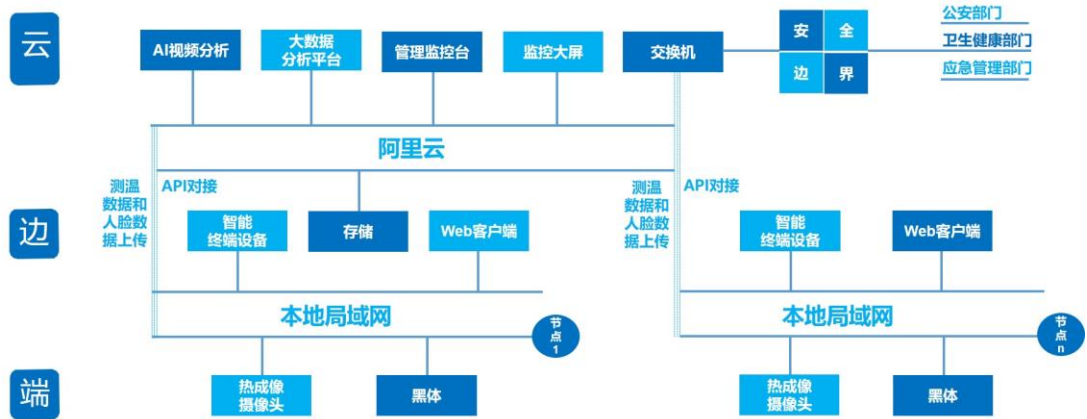 云
AI视频分析
大数据
分析平台
管理监控台
监控大屏
交换机
安 全
边 界
公安部门
卫生健康部门
应急管理部门
阿里云
测温
数据和
人脸数
据上传
API对接
测温
数据和
人脸数
据上传
API对接
边
智能
终端设备
存储
Web客户端
智能
终端设备
Web客户端
本地局域网
节
点
1
本地局域网
节
点
n
端
热成像
摄像头
黑体
热成像
摄像头
黑体